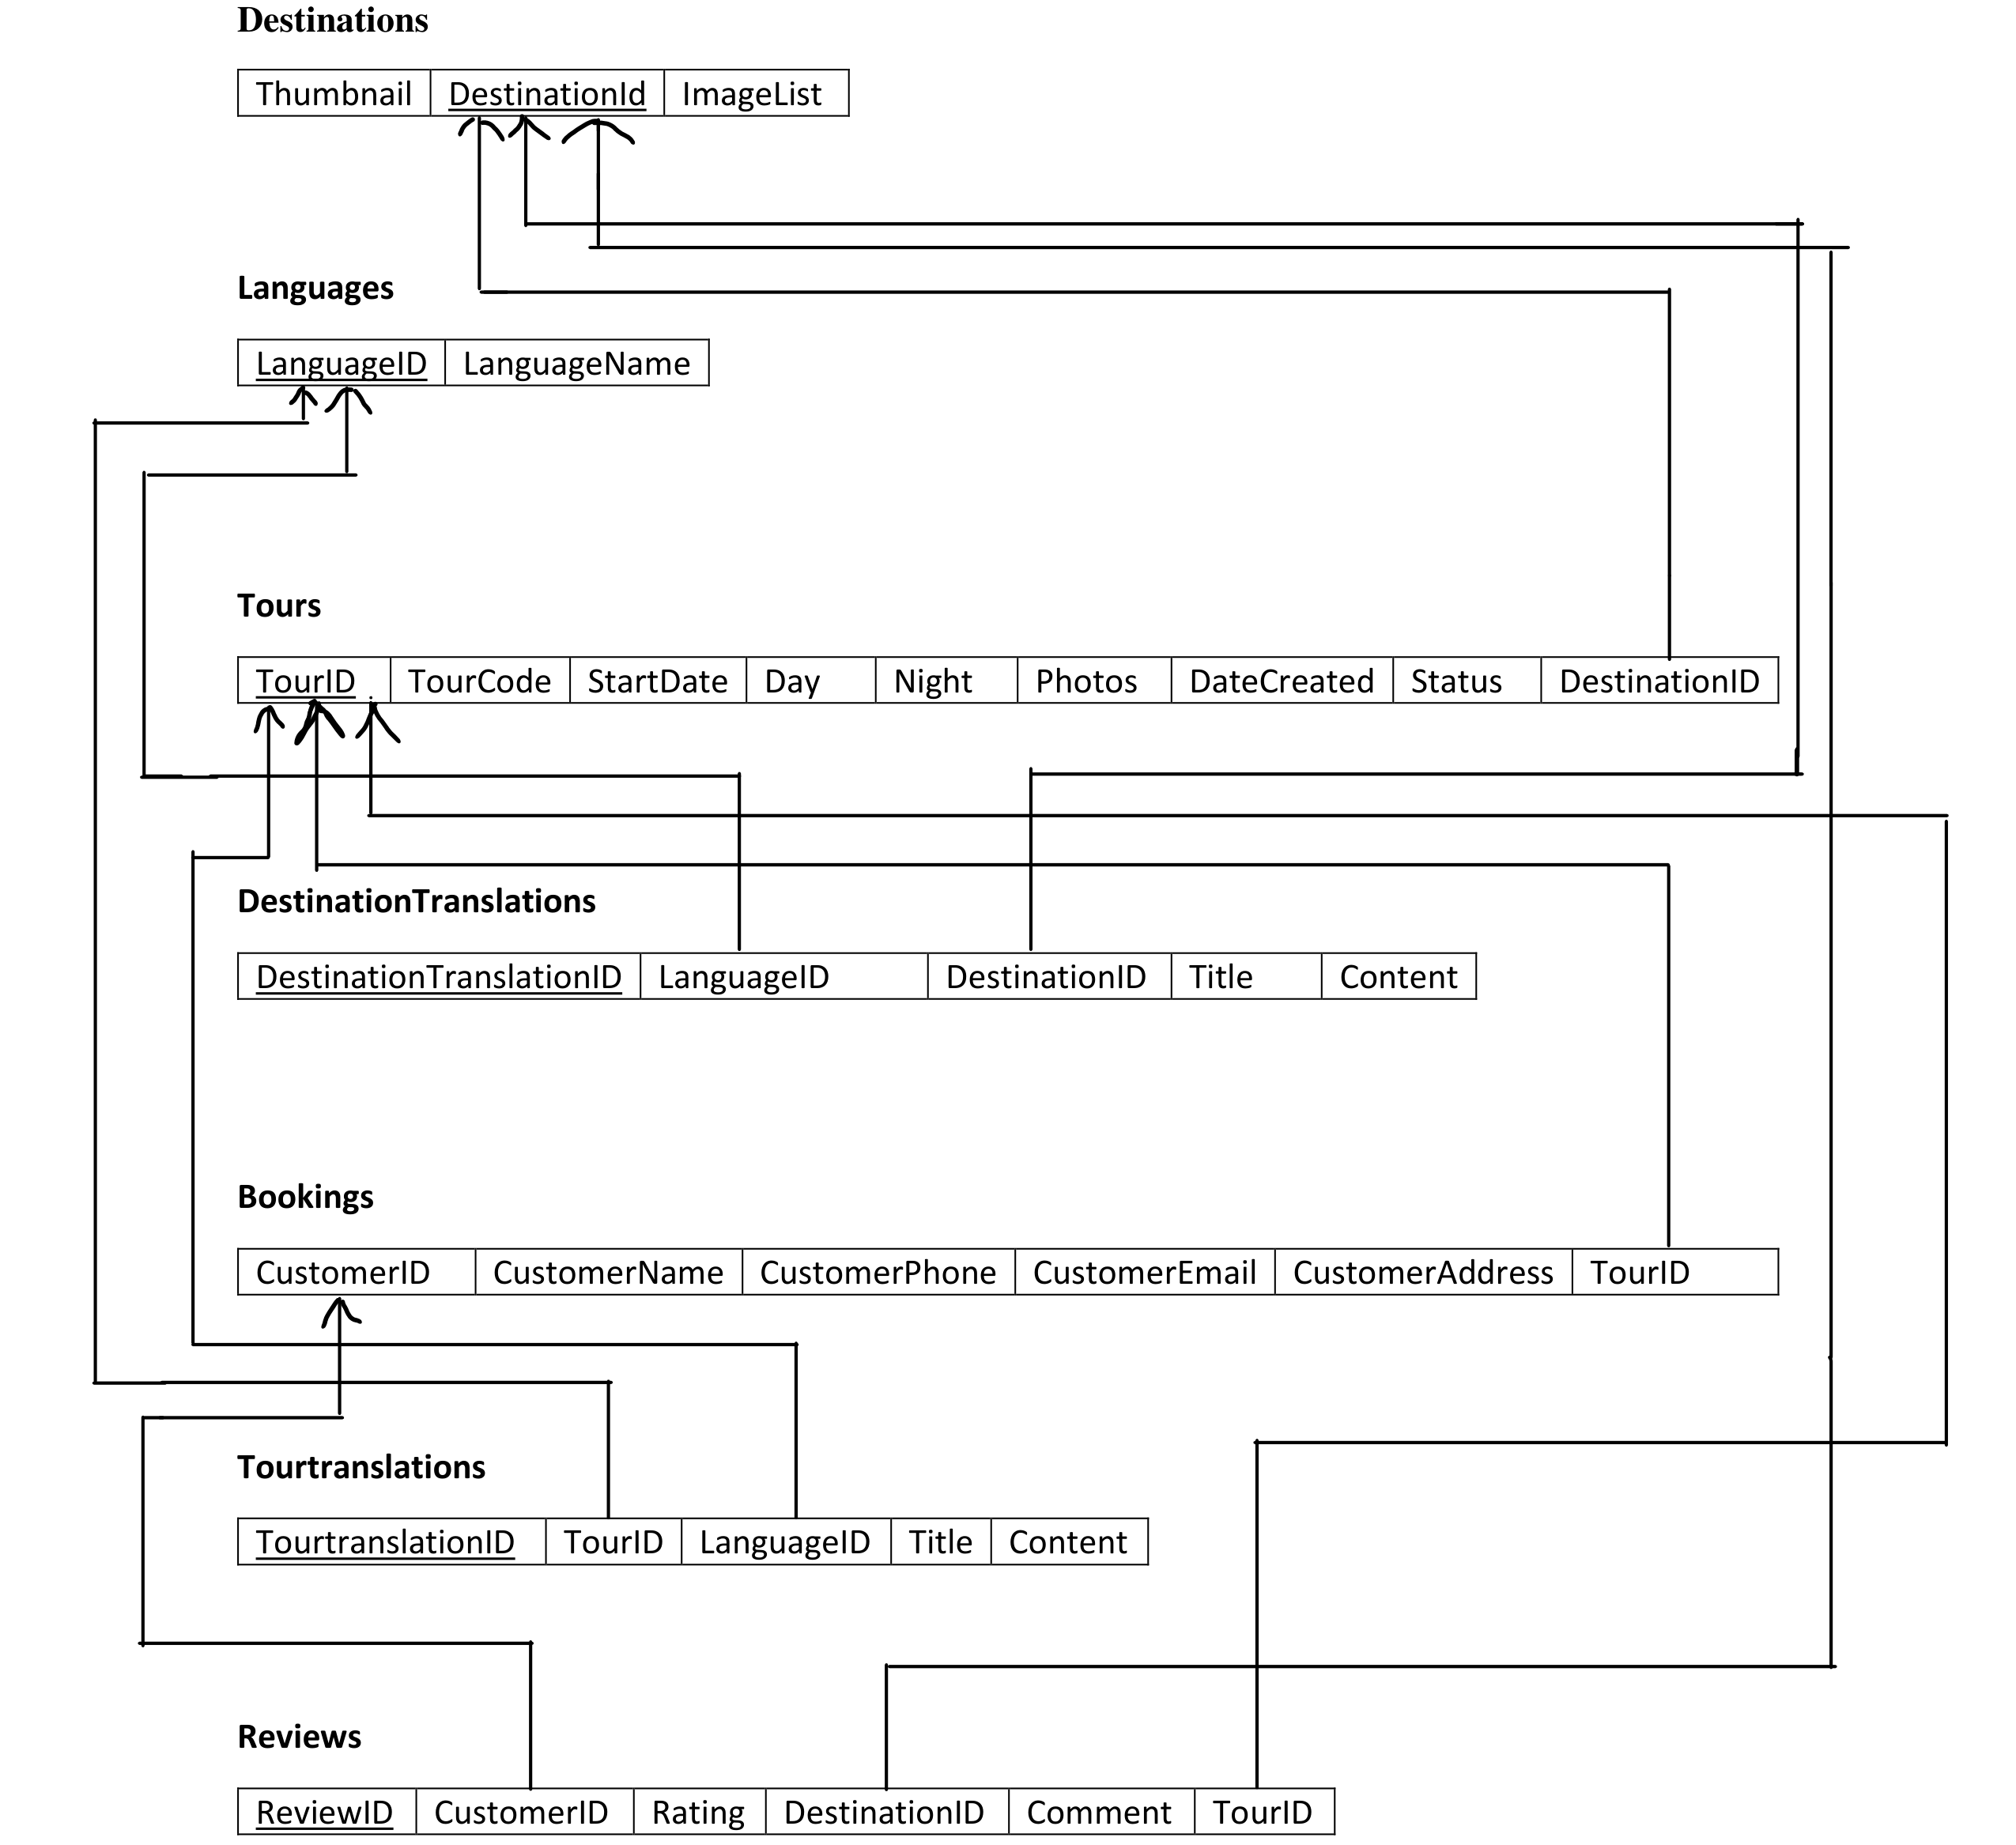 Destinations
Thumbnail DestinationId ImageList
Languages
LanguageID LanguageName
Tours
TourID TourCode StartDate Day Night Photos DateCreated Status DestinationID
DestinationTranslations
DestinationTranslationID LanguageID DestinationID Title Content
Bookings
CustomerID CustomerName CustomerPhone CustomerEmail CustomerAddress TourID
Tourtranslations
TourtranslationID TourID LanguageID Title Content
Reviews
ReviewID CustomerID Rating DestinationID Comment TourID